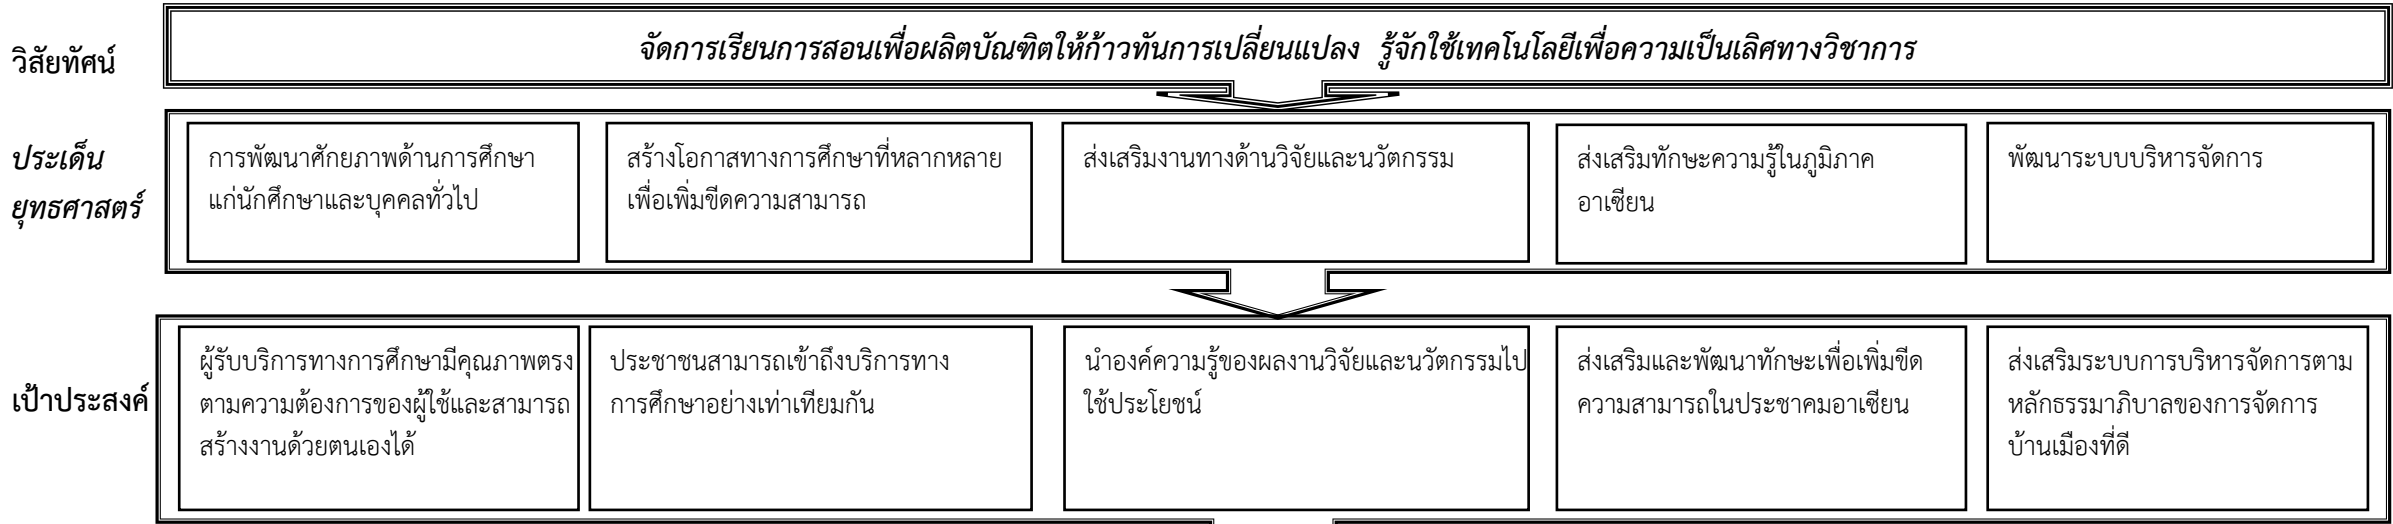 วิสัยทัศน์
จัดการเรียนการสอนเพื่อผลิตบัณฑิตให้ก้าวทันการเปลี่ยนแปลง รู้จักใช้เทคโนโลยีเพื่อความเป็นเลิศทางวิชาการ
ประเด็น
ยุทธศาสตร์
การพัฒนาศักยภาพด้านการศึกษา
แก่นักศึกษาและบุคคลทั่วไป
สร้างโอกาสทางการศึกษาที่หลากหลาย
เพื่อเพิ่มขีดความสามารถ
ส่งเสริมงานทางด้านวิจัยและนวัตกรรม
ส่งเสริมทักษะความรู้ในภูมิภาค
อาเซียน
พัฒนาระบบบริหารจัดการ
เป้าประสงค์
ผู้รับบริการทางการศึกษามีคุณภาพตรง
ตามความต้องการของผู้ใช้และสามารถ
สร้างงานด้วยตนเองได้
ประชาชนสามารถเข้าถึงบริการทาง
การศึกษาอย่างเท่าเทียมกัน
นำองค์ความรู้ของผลงานวิจัยและนวัตกรรมไป
ใช้ประโยชน์
ส่งเสริมและพัฒนาทักษะเพื่อเพิ่มขีด
ความสามารถในประชาคมอาเซียน
ส่งเสริมระบบการบริหารจัดการตาม
หลักธรรมาภิบาลของการจัดการ
บ้านเมืองที่ดี